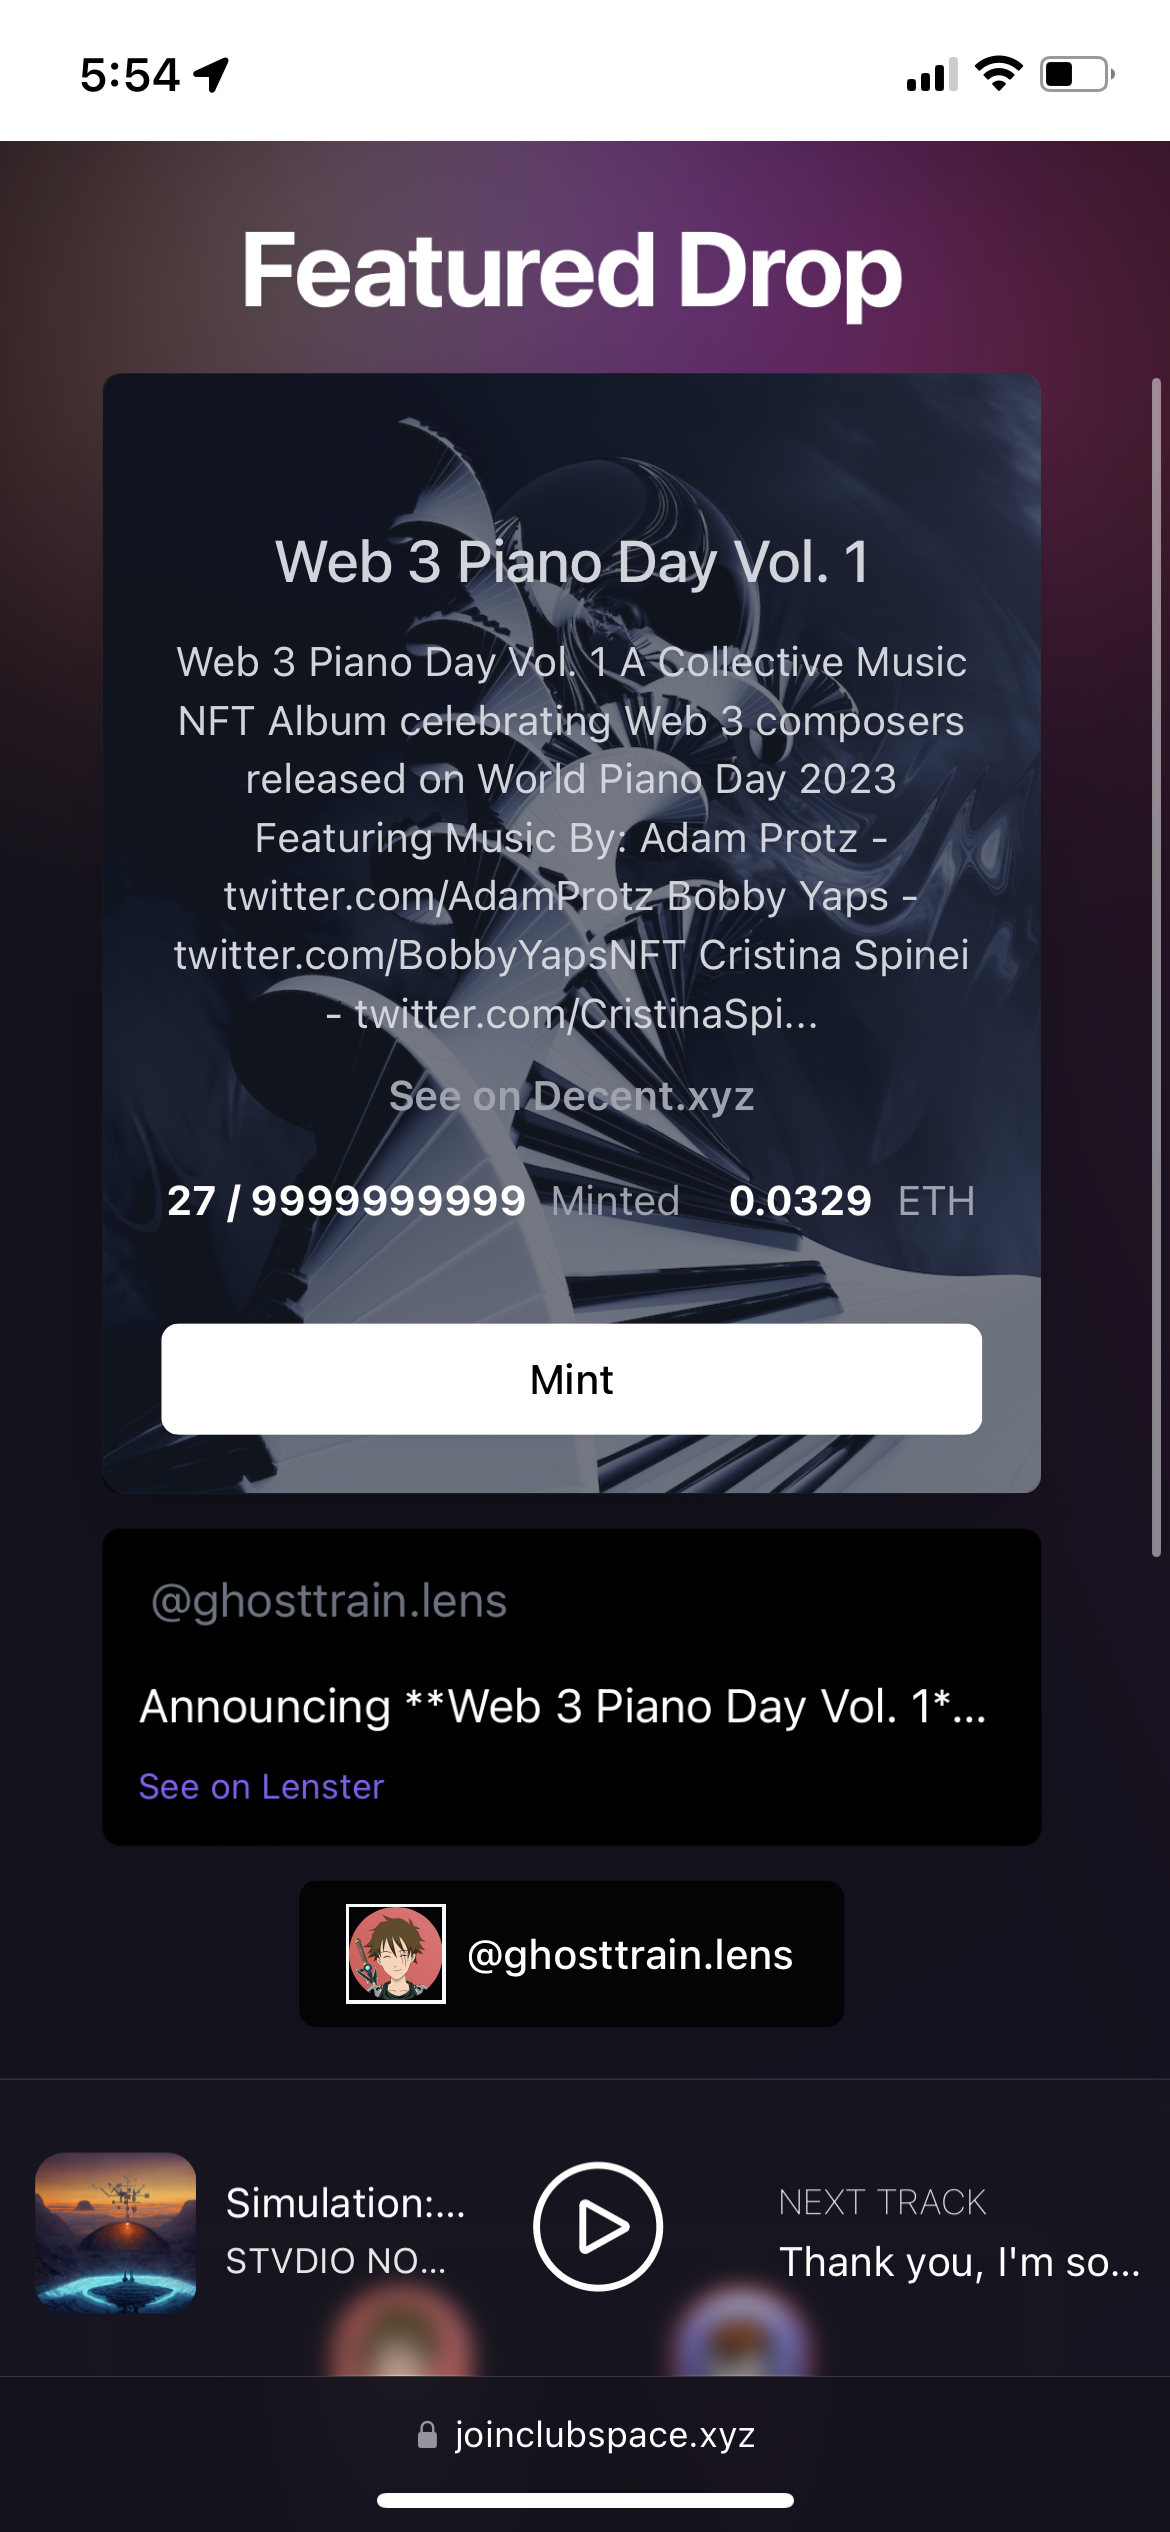 5:54
Featured Drop
Web 3 Piano Day Vol. 1
Web 3 Piano Day Vol. 1 A Collective Music
NFT Album celebrating Web 3 composers
released on World Piano Day 2023
Featuring Music By: Adam Protz -
twitter.com/AdamProtz Bobby Yaps -
twitter.com/BobbyYapsNFT Cristina Spinei
- twitter.com/CristinaSpi...
See on Decent.xyz
27 / 9999999999 Minted 0.0329 ETH
Mint
@ghosttrain.lens
Announcing **Web 3 Piano Day Vol. 1*...
See on Lenster
@ghosttrain.lens
Simulation:...
STVDIO NO...
NEXT TRACK
Thank you, I'm so...
joinclubspace.xyz